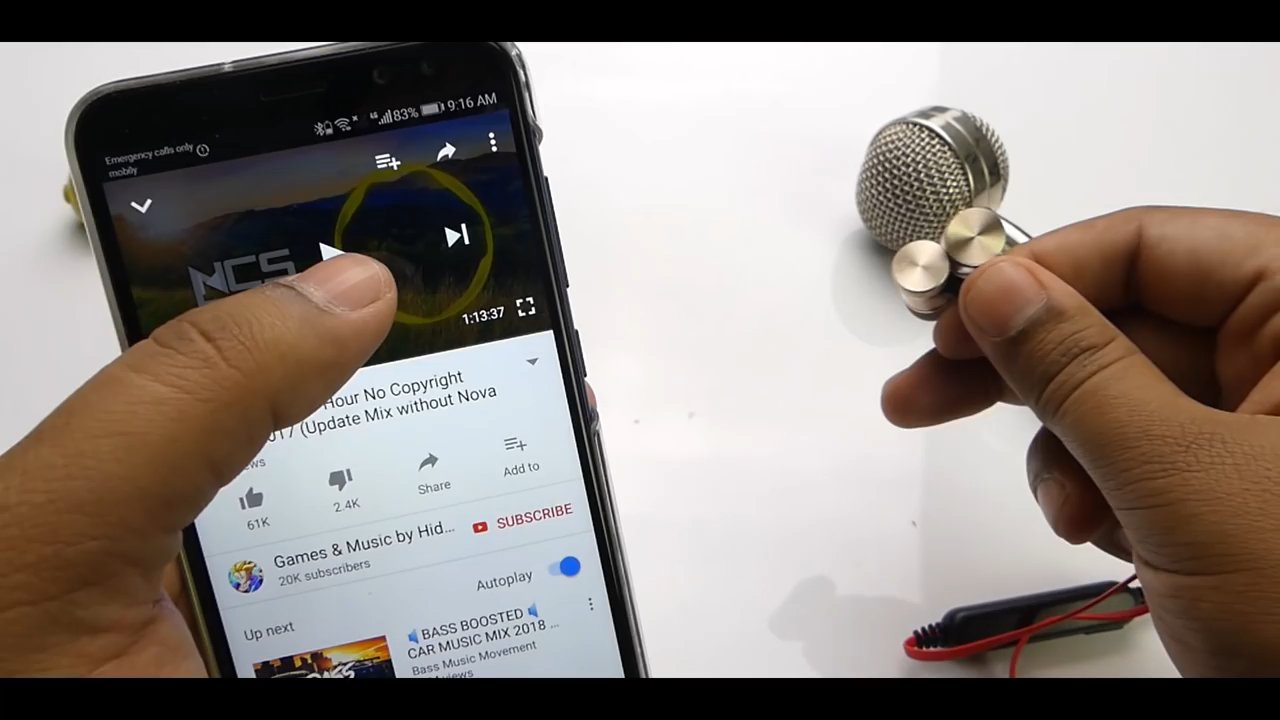 Emergency calls only
mobily
4G 83% 9:16 AM
NCS
1:13:37
Hour No Copyright
2017 (Update Mix without Nova
61K
2.4K
Share
Add to
Games & Music by Hid...
20K subscribers
SUBSCRIBE
Autoplay
Up next
BASS BOOSTED
CAR MUSIC MIX 2018 ...
Bass Music Movement